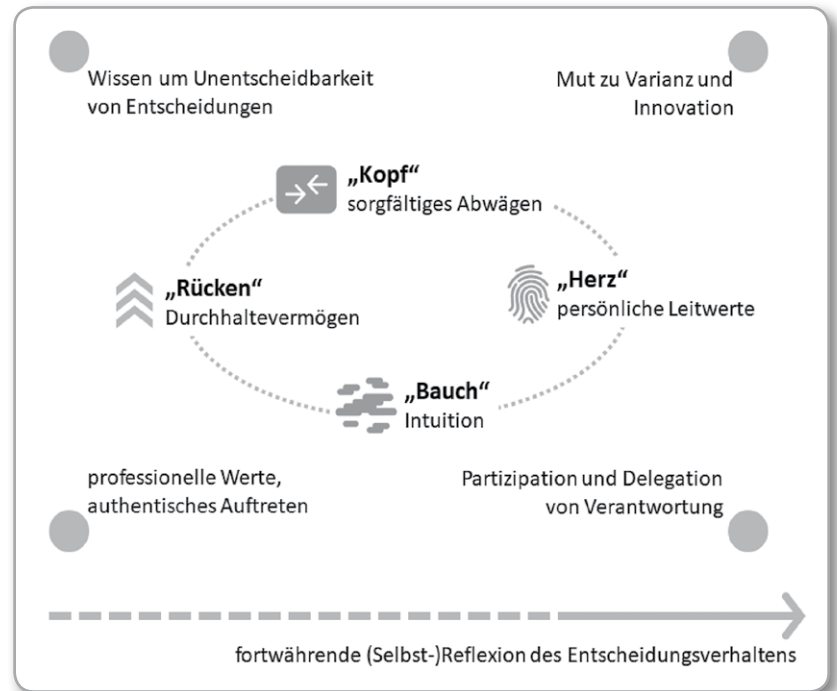 Wissen um Unentscheidbarkeit
von Entscheidungen
Mut zu Varianz und
Innovation
„Kopf“
sorgfältiges Abwägen
„Rücken“
Durchhaltevermögen
„Herz“
persönliche Leitwerte
„Bauch“
Intuition
professionelle Werte,
authentisches Auftreten
Partizipation und Delegation
von Verantwortung
fortwährende (Selbst-)Reflexion des Entscheidungsverhaltens